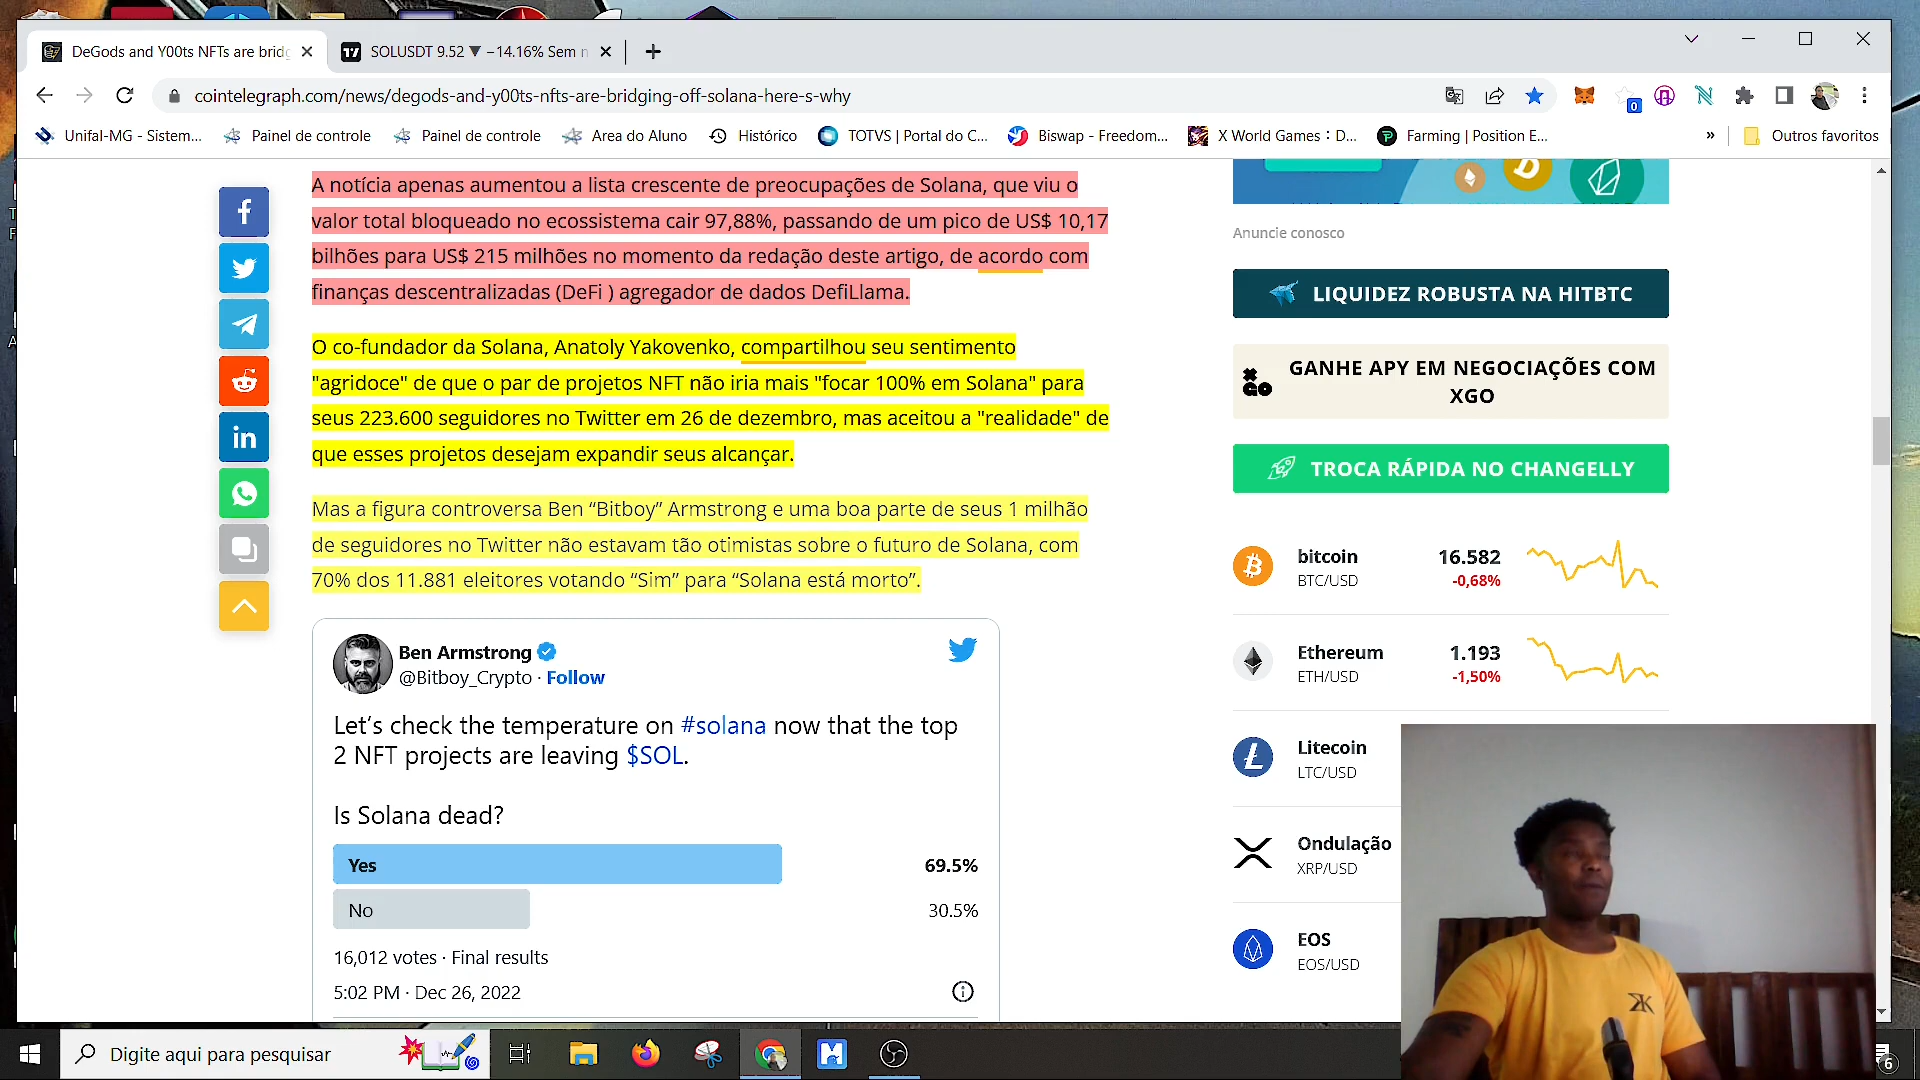 DeGods and Y00ts NFTs are bridg
SOLUSDT 9.52 ▼ −14.16% Sem n
cointelegraph.com/news/degods-and-y00ts-nfts-are-bridging-off-solana-here-s-why
0
Unifal-MG - Sistem...
Painel de controle
Painel de controle
Area do Aluno
Histórico
TOTVS | Portal do C...
Biswap - Freedom...
X World Games : D...
Farming | Position E...
»
Outros favoritos
A notícia apenas aumentou a lista crescente de preocupações de Solana, que viu o
valor total bloqueado no ecossistema cair 97,88%, passando de um pico de US$ 10,17
bilhões para US$ 215 milhões no momento da redação deste artigo, de acordo com
finanças descentralizadas (DeFi ) agregador de dados DefiLlama.
O co-fundador da Solana, Anatoly Yakovenko, compartilhou seu sentimento
"agridoce" de que o par de projetos NFT não iria mais "focar 100% em Solana" para
seus 223.600 seguidores no Twitter em 26 de dezembro, mas aceitou a "realidade" de
que esses projetos desejam expandir seus alcançar.
Mas a figura controversa Ben “Bitboy” Armstrong e uma boa parte de seus 1 milhão
de seguidores no Twitter não estavam tão otimistas sobre o futuro de Solana, com
70% dos 11.881 eleitores votando “Sim” para “Solana está morto”.
Ben Armstrong
@Bitboy_Crypto · Follow
Let’s check the temperature on #solana now that the top
2 NFT projects are leaving $SOL.
Is Solana dead?
Yes 69.5%
No 30.5%
16,012 votes · Final results
5:02 PM · Dec 26, 2022
Anuncie conosco
LIQUIDEZ ROBUSTA NA HITBTC
GANHE APY EM NEGOCIAÇÕES COM
XGO
TROCA RÁPIDA NO CHANGELLY
bitcoin 16.582
BTC/USD -0,68%
Ethereum 1.193
ETH/USD -1,50%
Litecoin
LTC/USD
Ondulação
XRP/USD
EOS
EOS/USD
Digite aqui para pesquisar
6